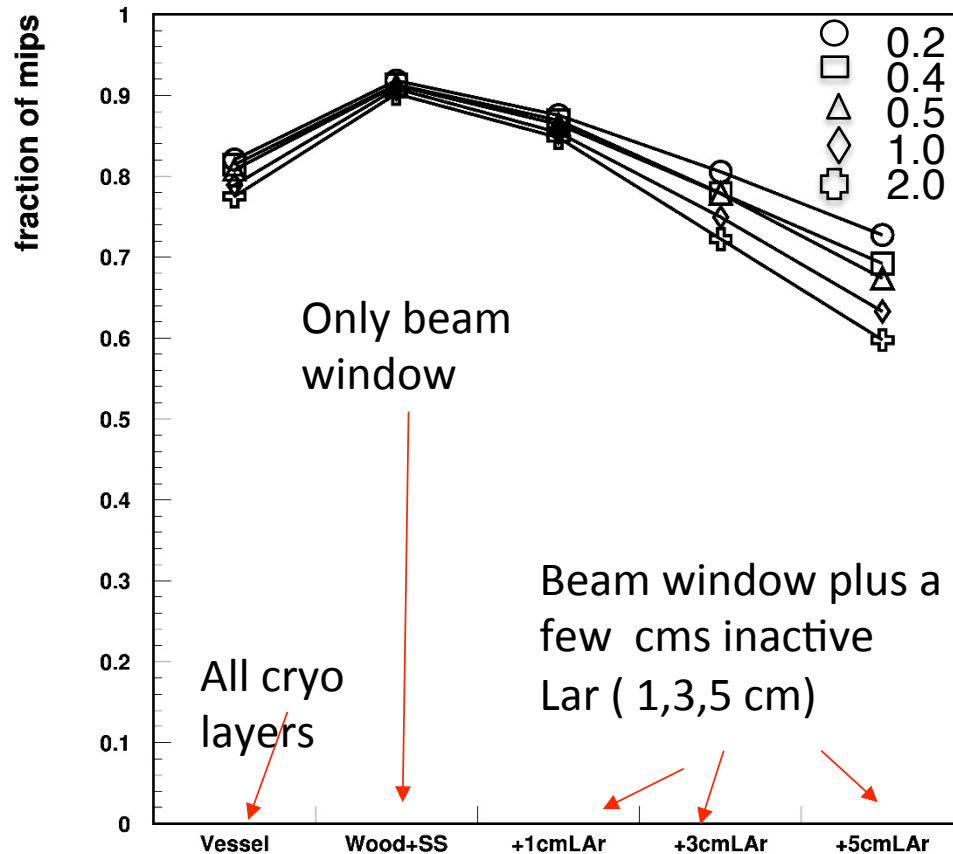 fraction of mips
1
0.9
0.8
0.7
0.6
0.5
0.4
0.3
0.2
0.1
0
0.2
0.4
0.5
1.0
2.0
Only beam
window
All cryo
layers
Beam window plus a
few cms inactive
Lar ( 1,3,5 cm)
Vessel Wood+SS +1cmLAr +3cmLAr +5cmLAr